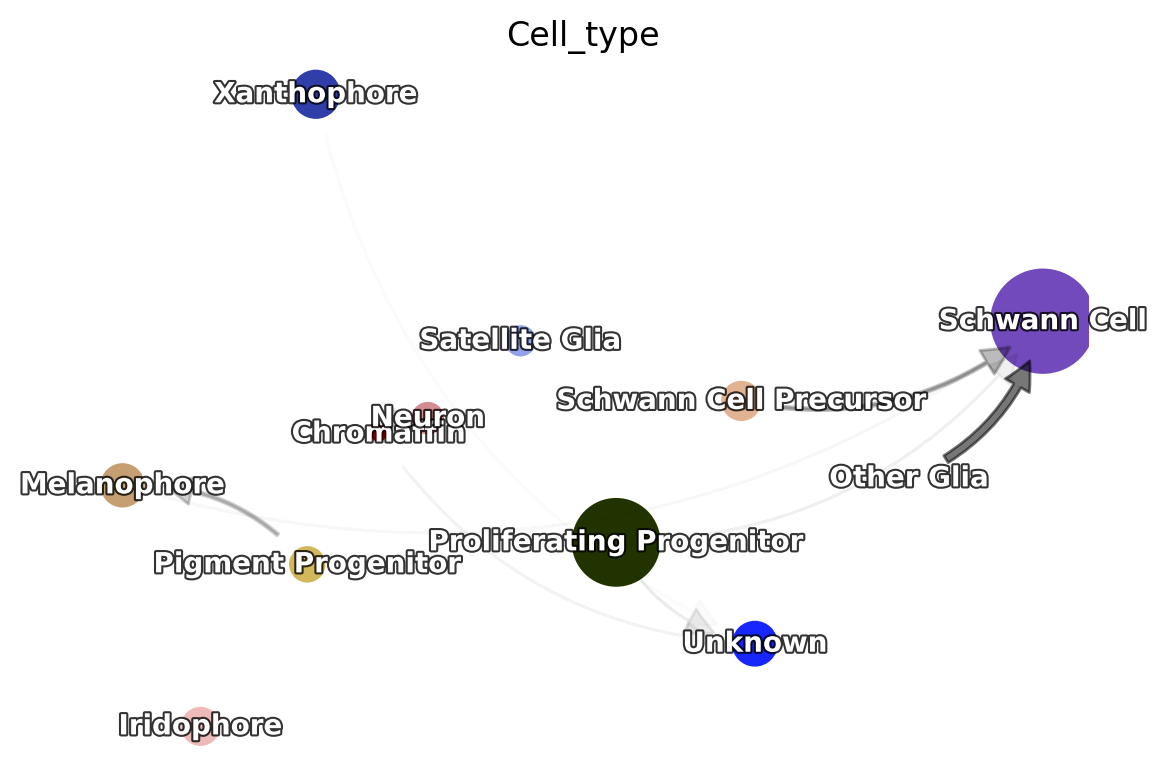 Cell_type
Xanthophore
Schwann Cell
Satellite Glia
Schwann Cell Precursor
Neuron
Chromaffin
Other Glia
Melanophore
Proliferating Progenitor
Pigment Progenitor
Unknown
Iridophore